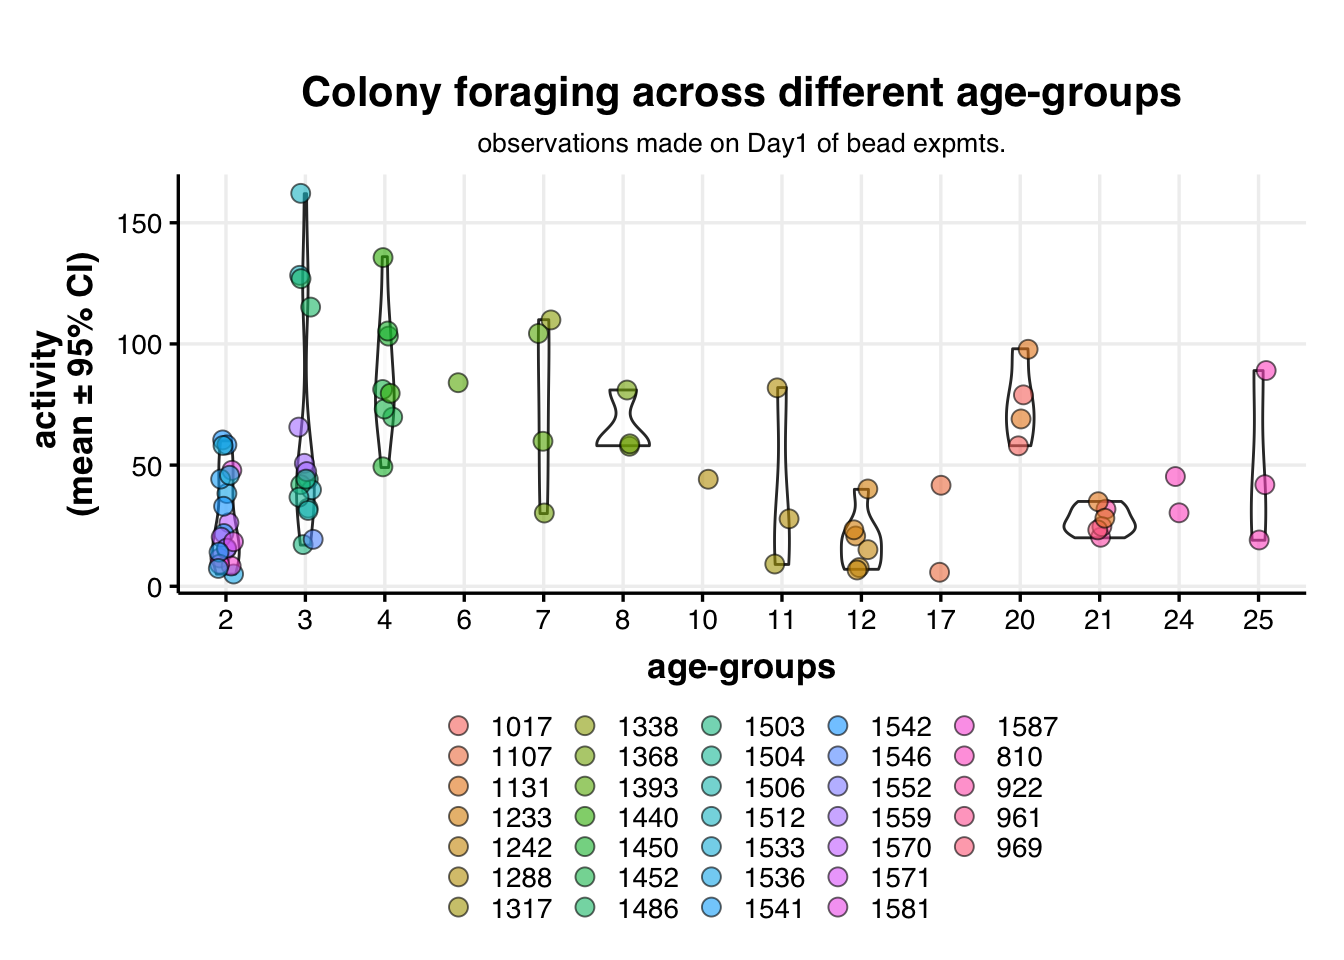 Colony foraging across different age-groups
observations made on Day1 of bead expmts.
activity
(mean ± 95% CI)
150
100
50
0
2 3 4 6 7 8 10 11 12 17 20 21 24 25
age-groups
1017 1338 1503 1542 1587
1107 1368 1504 1546 810
1131 1393 1506 1552 922
1233 1440 1512 1559 961
1242 1450 1533 1570 969
1288 1452 1536 1571
1317 1486 1541 1581